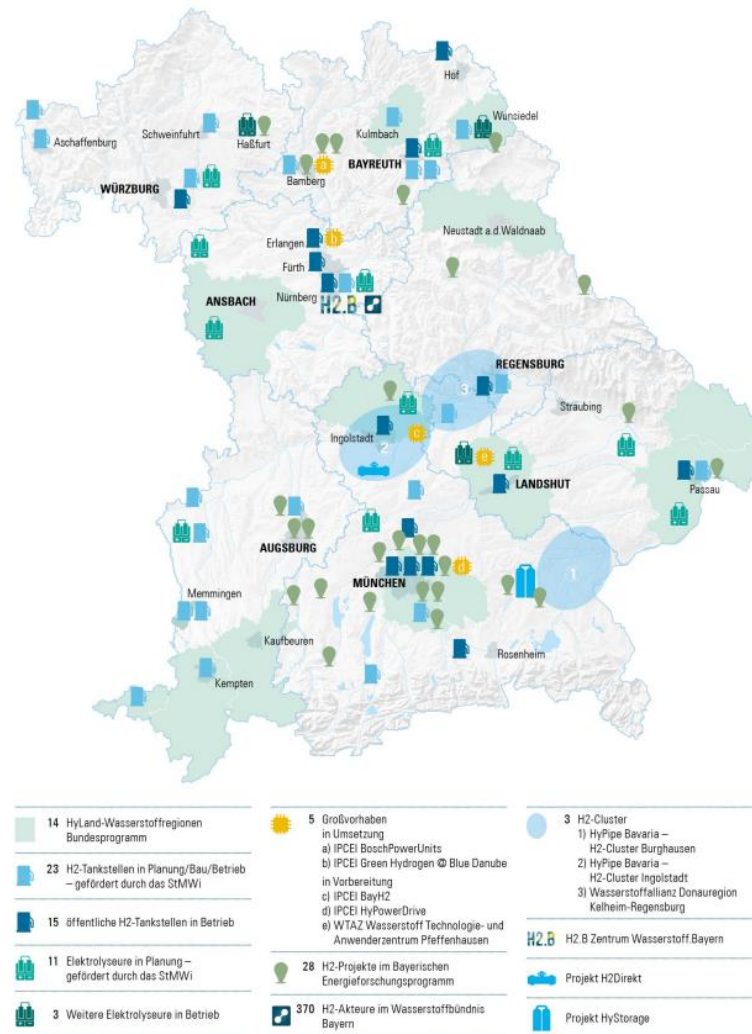 Hof
Aschaffenburg
Schweinfuhrt
Haßfurt
Kulmbach
Wunsiedel
WÜRZBURG
Bamberg
a
BAYREUTH
Neustadt a.d.Waldnaab
Erlangen
b
Fürth
Nürnberg
H2.B
ANSBACH
REGENSBURG
3
Straubing
Ingolstadt
c
2
e
LANDSHUT
Passau
AUGSBURG
MÜNCHEN
d
1
Memmingen
Kaufbeuren
Rosenheim
Kempten
14 HyLand-Wasserstoffregionen
Bundesprogramm
23 H2-Tankstellen in Planung/Bau/Betrieb
– gefördert durch das StMWi
15 öffentliche H2-Tankstellen in Betrieb
11 Elektrolyseure in Planung –
gefördert durch das StMWi
3 Weitere Elektrolyseure in Betrieb
5 Großvorhaben
in Umsetzung
a) IPCEI BoschPowerUnits
b) IPCEI Green Hydrogen @ Blue Danube
in Vorbereitung
c) IPCEI BayH2
d) IPCEI HyPowerDrive
e) WTAZ Wasserstoff Technologie- und
Anwenderzentrum Pfeffenhausen
28 H2-Projekte im Bayerischen
Energieforschungsprogramm
370 H2-Akteure im Wasserstoffbündnis
Bayern
3 H2-Cluster
1) HyPipe Bavaria –
H2-Cluster Burghausen
2) HyPipe Bavaria –
H2-Cluster Ingolstadt
3) Wasserstoffallianz Donauregion
Kelheim-Regensburg
H2.B H2.B Zentrum Wasserstoff.Bayern
Projekt H2Direkt
Projekt HyStorage